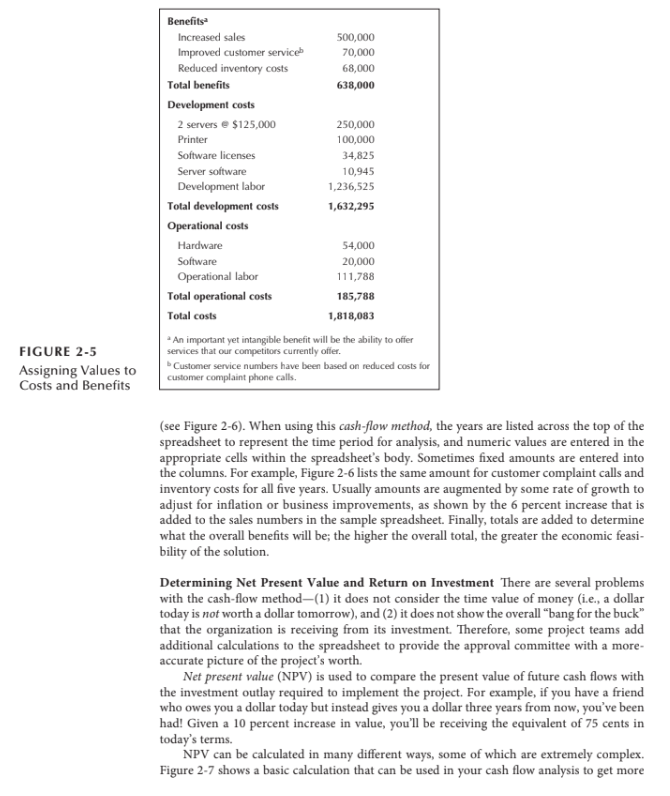 Benefitsᵃ
Increased sales 500,000
Improved customer serviceᵇ 70,000
Reduced inventory costs 68,000
Total benefits 638,000
Development costs
2 servers @ $125,000 250,000
Printer 100,000
Software licenses 34,825
Server software 10,945
Development labor 1,236,525
Total development costs 1,632,295
Operational costs
Hardware 54,000
Software 20,000
Operational labor 111,788
Total operational costs 185,788
Total costs 1,818,083
ᵃ An important yet intangible benefit will be the ability to offer
services that our competitors currently offer.
ᵇ Customer service numbers have been based on reduced costs for
customer complaint phone calls.
FIGURE 2-5
Assigning Values to
Costs and Benefits
(see Figure 2-6). When using this cash-flow method, the years are listed across the top of the
spreadsheet to represent the time period for analysis, and numeric values are entered in the
appropriate cells within the spreadsheet's body. Sometimes fixed amounts are entered into
the columns. For example, Figure 2-6 lists the same amount for customer complaint calls and
inventory costs for all five years. Usually amounts are augmented by some rate of growth to
adjust for inflation or business improvements, as shown by the 6 percent increase that is
added to the sales numbers in the sample spreadsheet. Finally, totals are added to determine
what the overall benefits will be; the higher the overall total, the greater the economic feasi-
bility of the solution.
Determining Net Present Value and Return on Investment There are several problems
with the cash-flow method—(1) it does not consider the time value of money (i.e., a dollar
today is not worth a dollar tomorrow), and (2) it does not show the overall "bang for the buck"
that the organization is receiving from its investment. Therefore, some project teams add
additional calculations to the spreadsheet to provide the approval committee with a more-
accurate picture of the project's worth.
Net present value (NPV) is used to compare the present value of future cash flows with
the investment outlay required to implement the project. For example, if you have a friend
who owes you a dollar today but instead gives you a dollar three years from now, you've been
had! Given a 10 percent increase in value, you'll be receiving the equivalent of 75 cents in
today's terms.
NPV can be calculated in many different ways, some of which are extremely complex.
Figure 2-7 shows a basic calculation that can be used in your cash flow analysis to get more